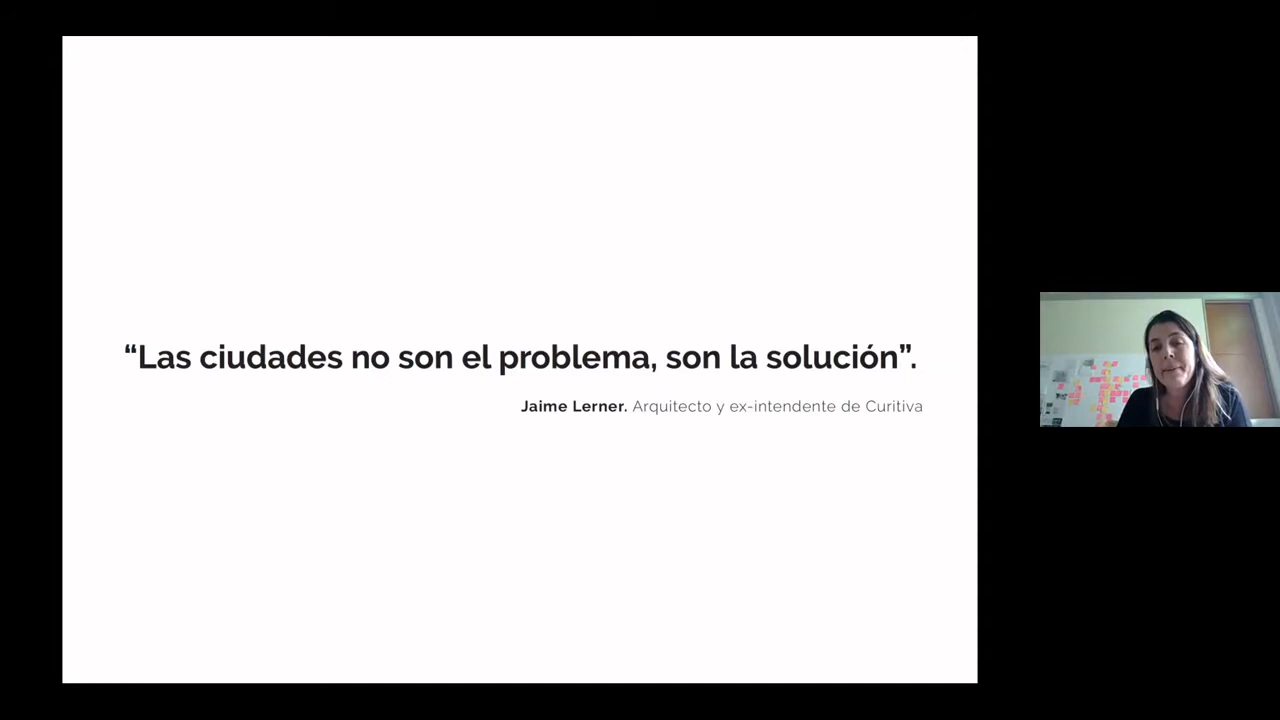 “Las ciudades no son el problema, son la solución”.
Jaime Lerner. Arquitecto y ex-intendente de Curitiva